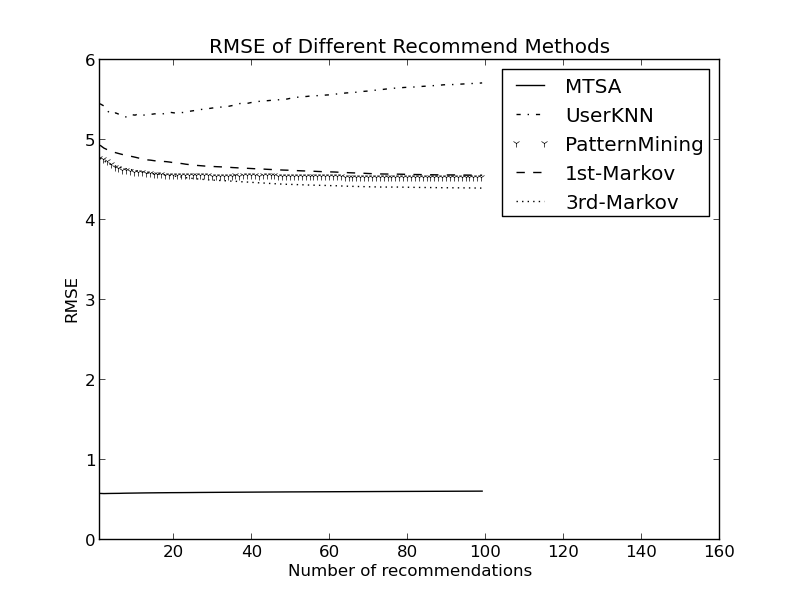 RMSE of Different Recommend Methods
6
5
4
3
2
1
0
RMSE
MTSA
UserKNN
PatternMining
1st-Markov
3rd-Markov
20 40 60 80 100 120 140 160
Number of recommendations